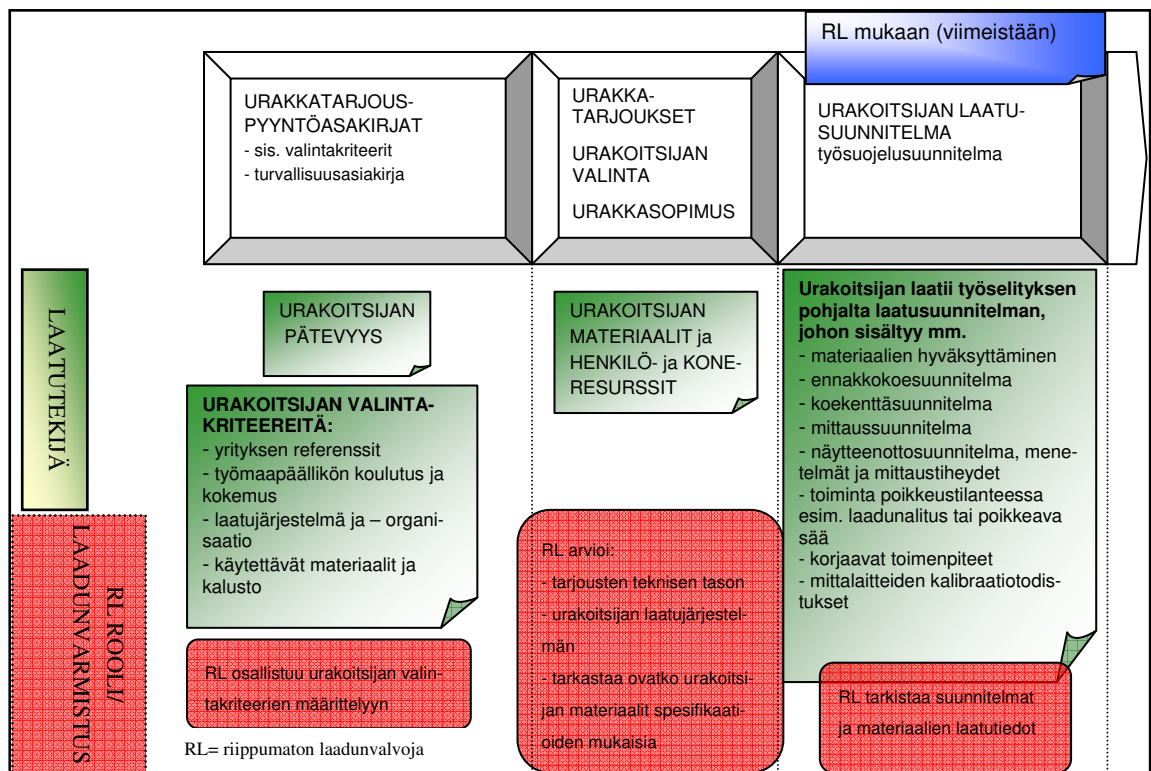 RL mukaan (viimeistään)
URAKKATARJOUS-
PYYNTÖASAKIRJAT
- sis. valintakriteerit
- turvallisuusasiakirja
URAKKA-
TARJOUKSET
URAKOITSIJAN
VALINTA
URAKKASOPIMUS
URAKOITSIJAN LAATU-
SUUNNITELMA
työsuojelusuunnitelma
LAATUTEKIJÄ
URAKOITSIJAN
PÄTEVYYS
URAKOITSIJAN VALINTA-
KRITEEREITÄ:
- yrityksen referenssit
- työmaapäällikön koulutus ja
kokemus
- laatujärjestelmä ja – organi-
saatio
- käytettävät materiaalit ja
kalusto
URAKOITSIJAN
MATERIAALIT ja
HENKILÖ- ja KONE-
RESURSSIT
Urakoitsijan laatii työselityksen
pohjalta laatusuunnitelman,
johon sisältyy mm.
- materiaalien hyväksyttäminen
- ennakkokoesuunnitelma
- koekenttäsuunnitelma
- mittaussuunnitelma
- näytteenottosuunnitelma, mene-
telmät ja mittaustiheydet
- toiminta poikkeustilanteessa
esim. laadunalitus tai poikkeava
sää
- korjaavat toimenpiteet
- mittalaitteiden kalibraatiotodis-
tukset
RL ROOLI/
LAADUNVARMISTUS
RL osallistuu urakoitsijan valin-
takriteerien määrittelyyn
RL arvioi:
- tarjousten teknisen tason
- urakoitsijan laatujärjestel-
män
- tarkastaa ovatko urakoitsi-
jan materiaalit spesifikaati-
oiden mukaisia
RL tarkistaa suunnitelmat
ja materiaalien laatutiedot
RL= riippumaton laadunvalvoja